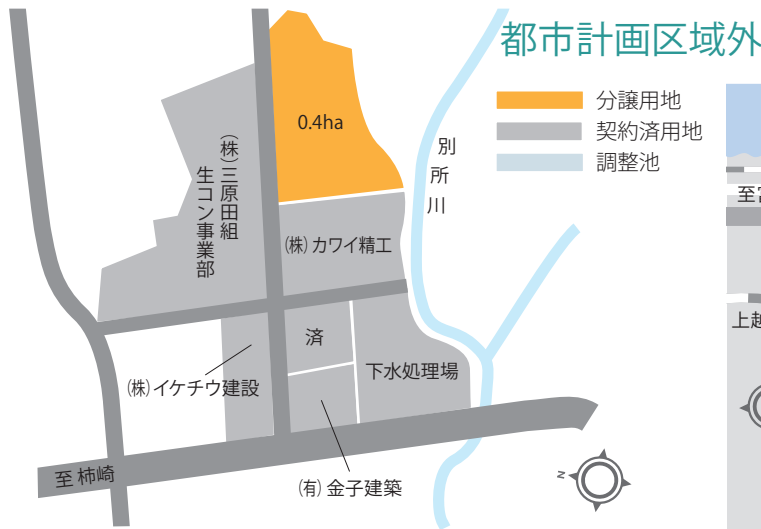 都市計画区域外
分譲用地
契約済用地
調整池
0.4ha
別所川
㈱三原田組
生コン事業部
㈱カワイ精工
済
下水処理場
㈱イケチウ建設
㈲金子建築
至柿崎
N
至
上越